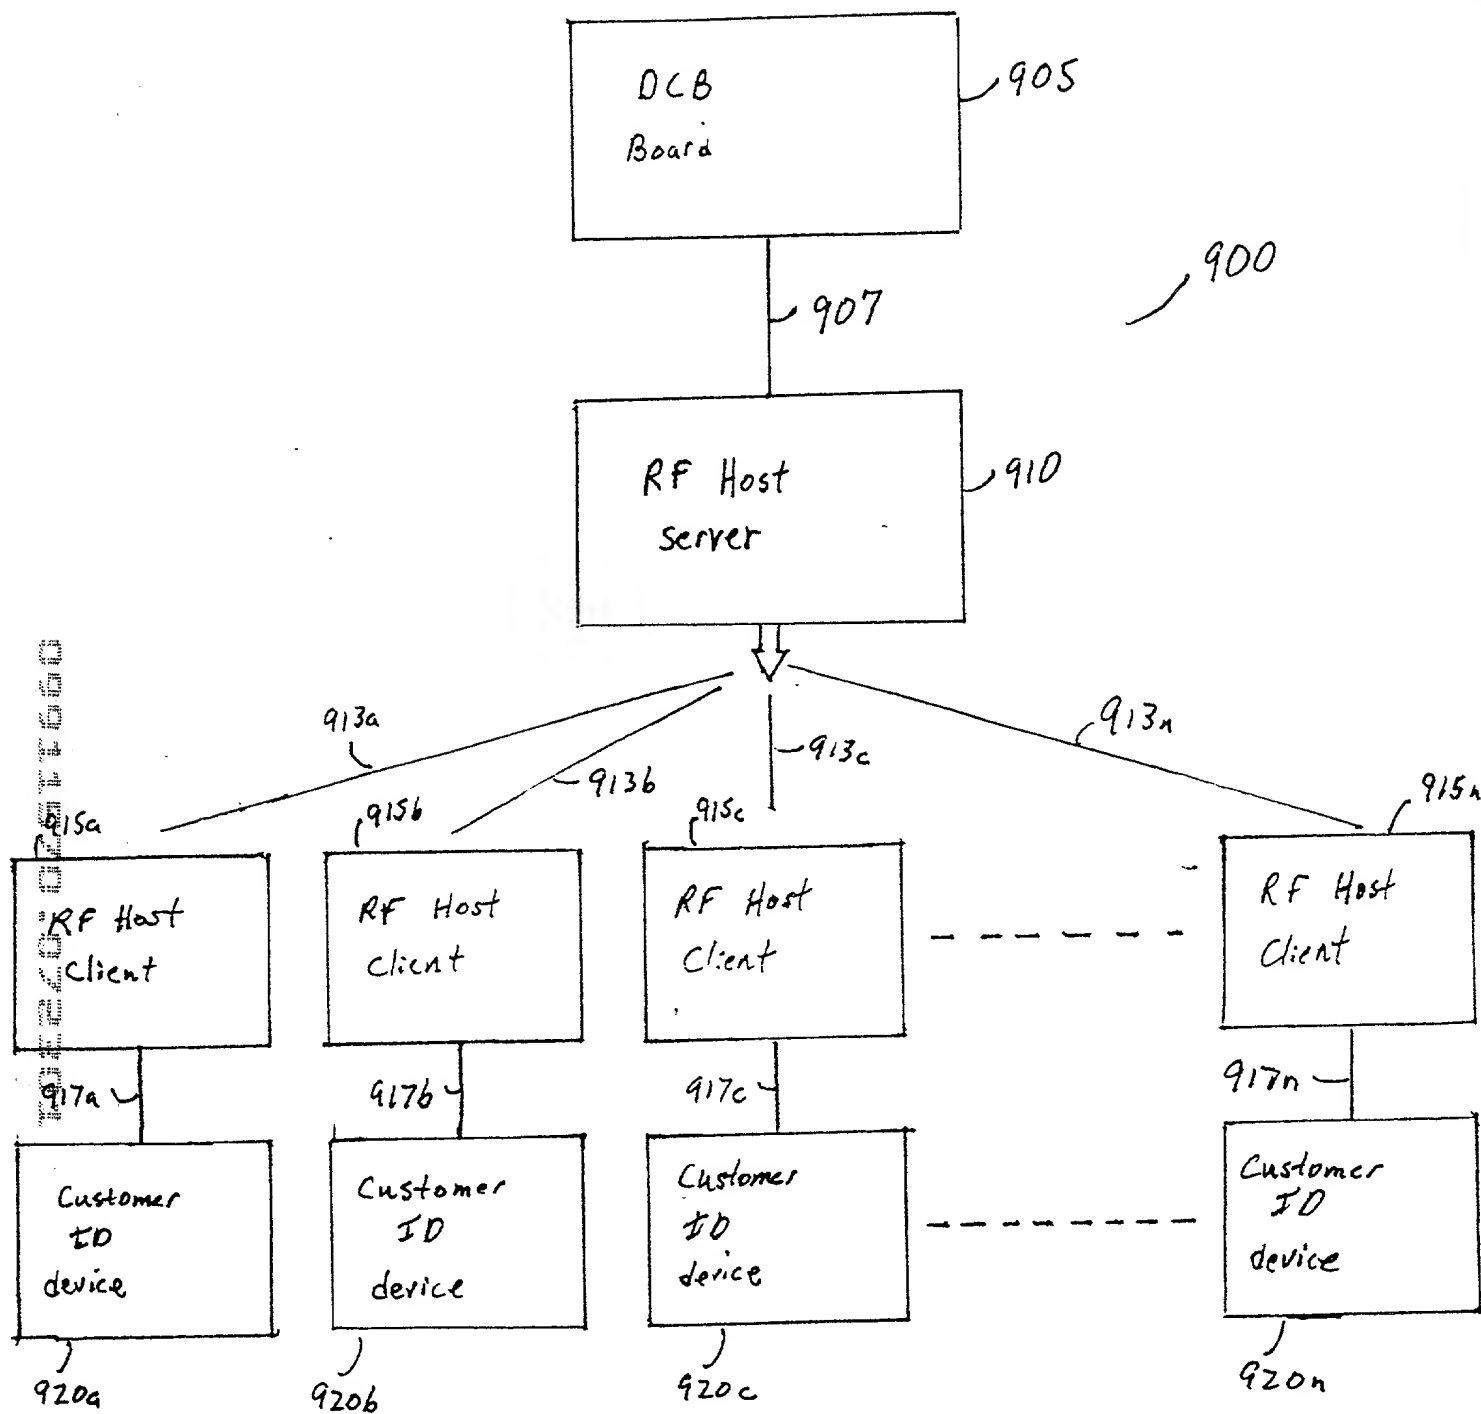 DCB
Board
905
900
907
RF Host
server
910
913a
913b
913c
913n
915a
915b
915c
915n
RF Host
Client
RF Host
Client
RF Host
Client
RF Host
Client
917a
917b
917c
917n
Customer
ID
device
Customer
ID
device
Customer
ID
device
Customer
ID
device
920a
920b
920c
920n